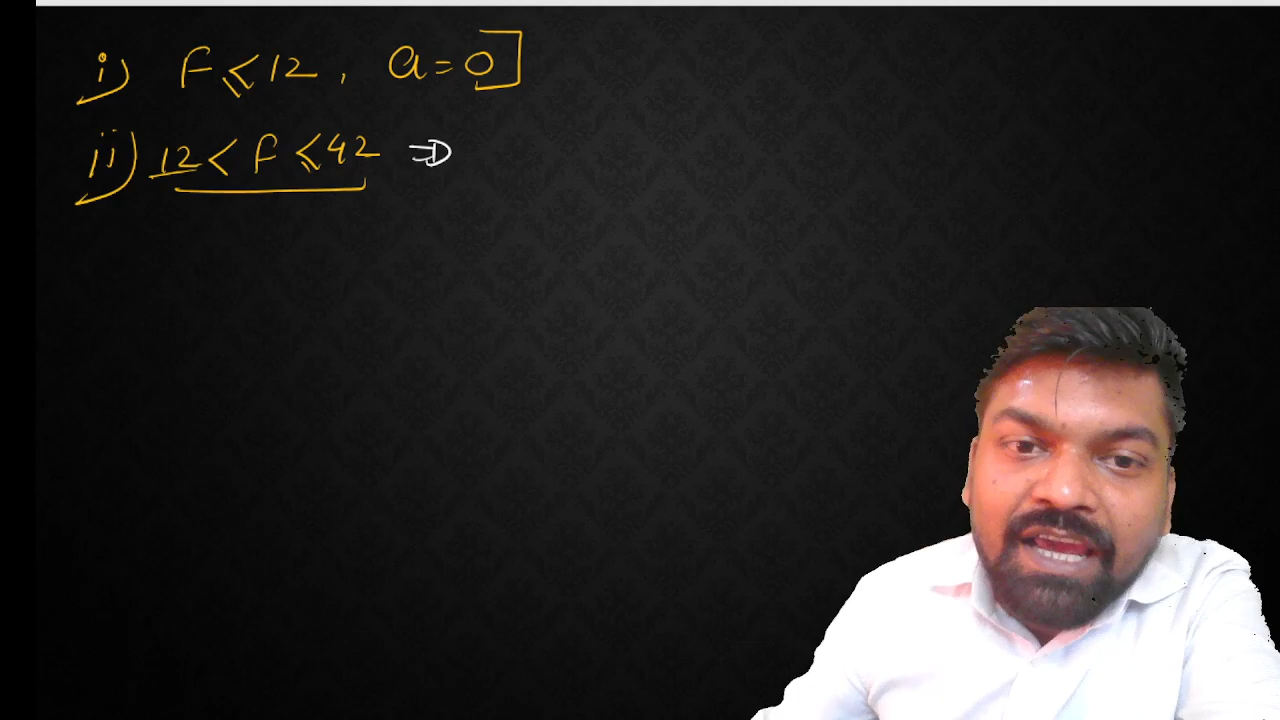 i) F ⩽ 12, a = 0]
ii) 12 < F ⩽ 42 ⇒